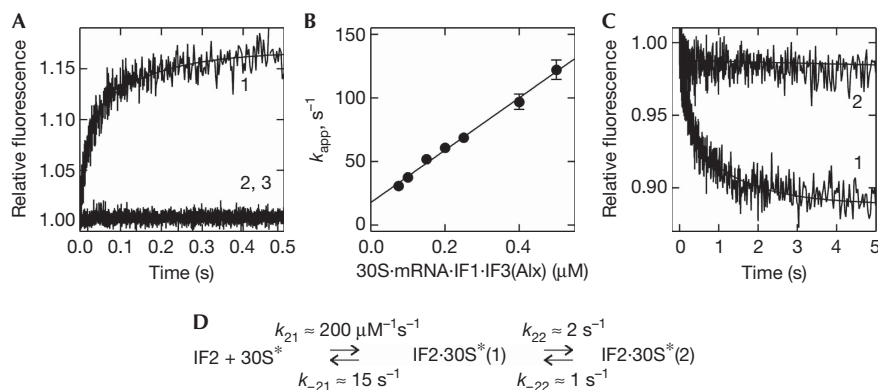 A
Relative fluorescence
1.15
1.10
1.05
1.00
1
2, 3
0.0 0.1 0.2 0.3 0.4 0.5
Time (s)
B
k_app, s⁻¹
150
100
50
0
0.0 0.2 0.4
30S·mRNA·IF1·IF3(Alx) (μM)
C
Relative fluorescence
1.00
0.95
0.90
2
1
0 1 2 3 4 5
Time (s)
D
k₂₁ ≈ 200 μM⁻¹s⁻¹ k₂₂ ≈ 2 s⁻¹
IF2 + 30S* ⇄ IF2·30S*(1) ⇄ IF2·30S*(2)
k₋₂₁ ≈ 15 s⁻¹ k₋₂₂ ≈ 1 s⁻¹